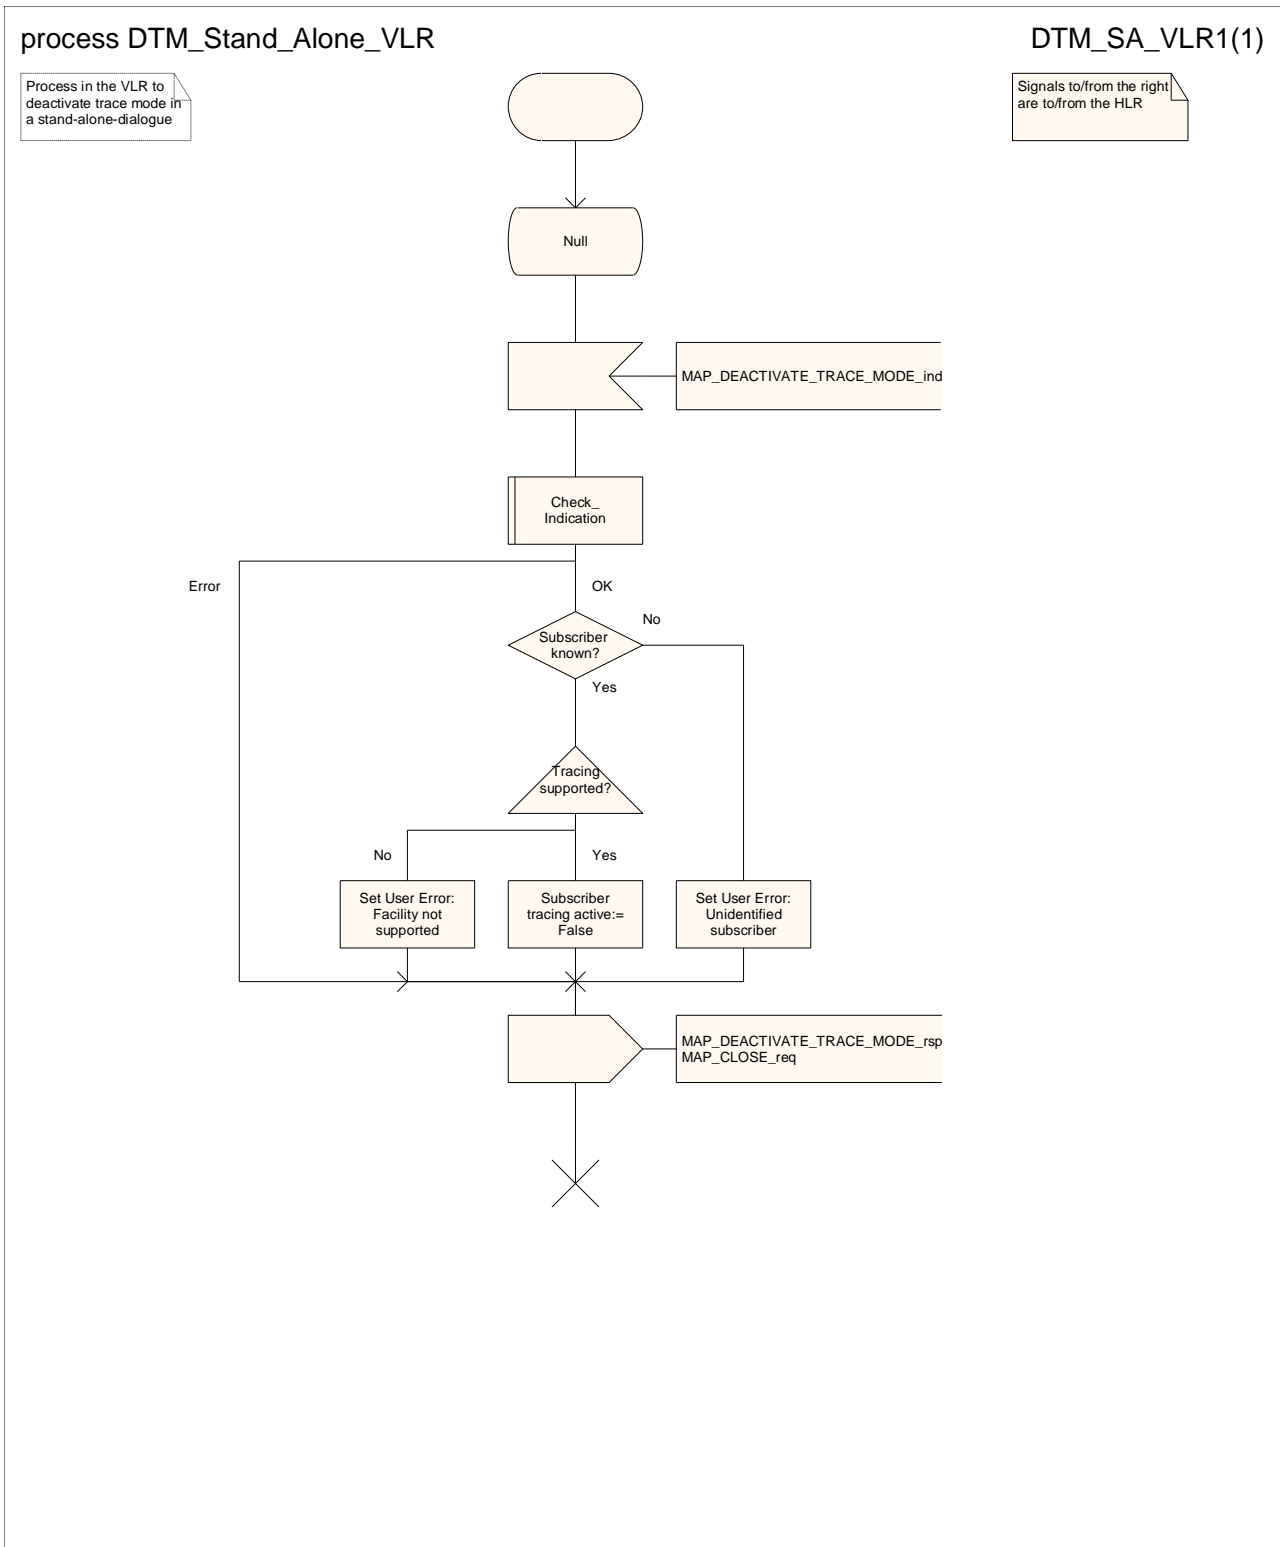 process DTM_Stand_Alone_VLR
DTM_SA_VLR1(1)
Process in the VLR to
deactivate trace mode in
a stand-alone-dialogue
Signals to/from the right
are to/from the HLR
Null
MAP_DEACTIVATE_TRACE_MODE_ind
Check_
Indication
Error
OK
No
Subscriber
known?
Yes
Tracing
supported?
No
Yes
Set User Error:
Facility not
supported
Subscriber
tracing active:=
False
Set User Error:
Unidentified
subscriber
MAP_DEACTIVATE_TRACE_MODE_rsp
MAP_CLOSE_req